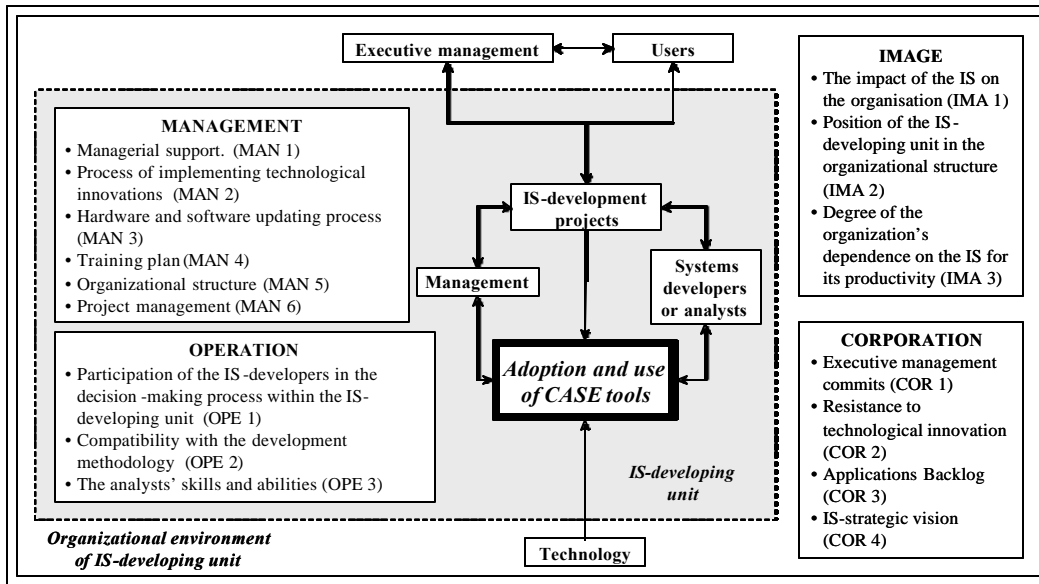 Executive management
Users
MANAGEMENT
• Managerial support. (MAN 1)
• Process of implementing technological
innovations (MAN 2)
• Hardware and software updating process
(MAN 3)
• Training plan (MAN 4)
• Organizational structure (MAN 5)
• Project management (MAN 6)
OPERATION
• Participation of the IS-developers in the
decision -making process within the IS-
developing unit (OPE 1)
• Compatibility with the development
methodology (OPE 2)
• The analysts' skills and abilities (OPE 3)
IS-development
projects
Management
Systems
developers
or analysts
Adoption and use
of CASE tools
IS-developing
unit
Organizational environment
of IS-developing unit
Technology
IMAGE
• The impact of the IS on
the organisation (IMA 1)
• Position of the IS-
developing unit in the
organizational structure
(IMA 2)
• Degree of the
organization's
dependence on the IS for
its productivity (IMA 3)
CORPORATION
• Executive management
commits (COR 1)
• Resistance to
technological innovation
(COR 2)
• Applications Backlog
(COR 3)
• IS-strategic vision
(COR 4)